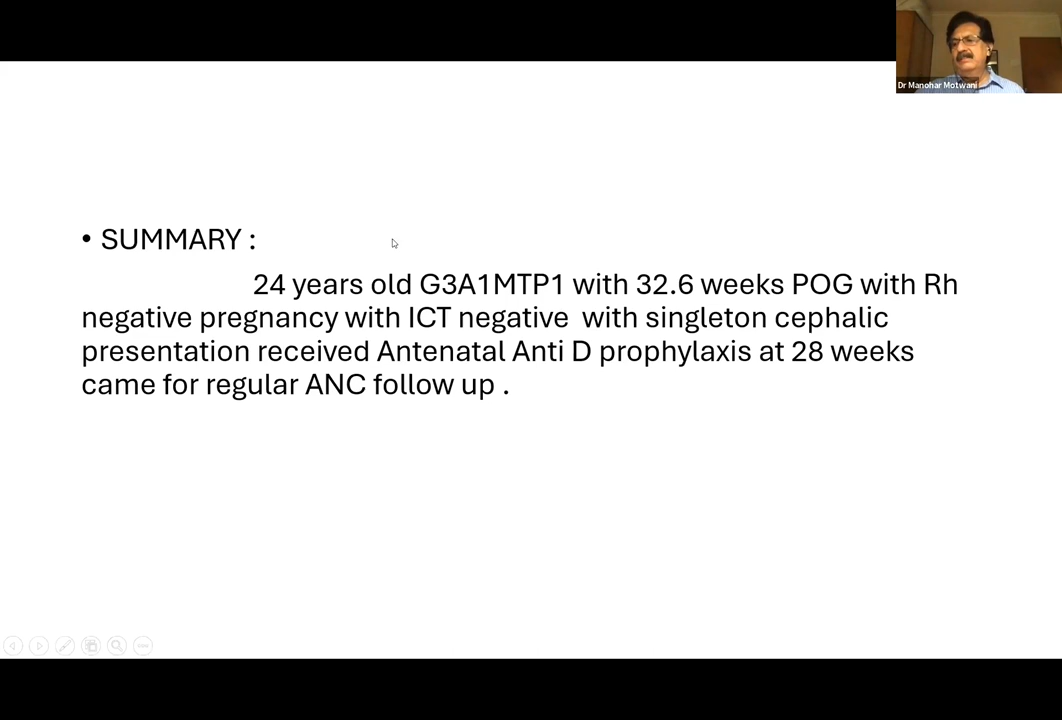 Dr Manohar Motwani
• SUMMARY :
24 years old G3A1MTP1 with 32.6 weeks POG with Rh
negative pregnancy with ICT negative  with singleton cephalic
presentation received Antenatal Anti D prophylaxis at 28 weeks
came for regular ANC follow up .